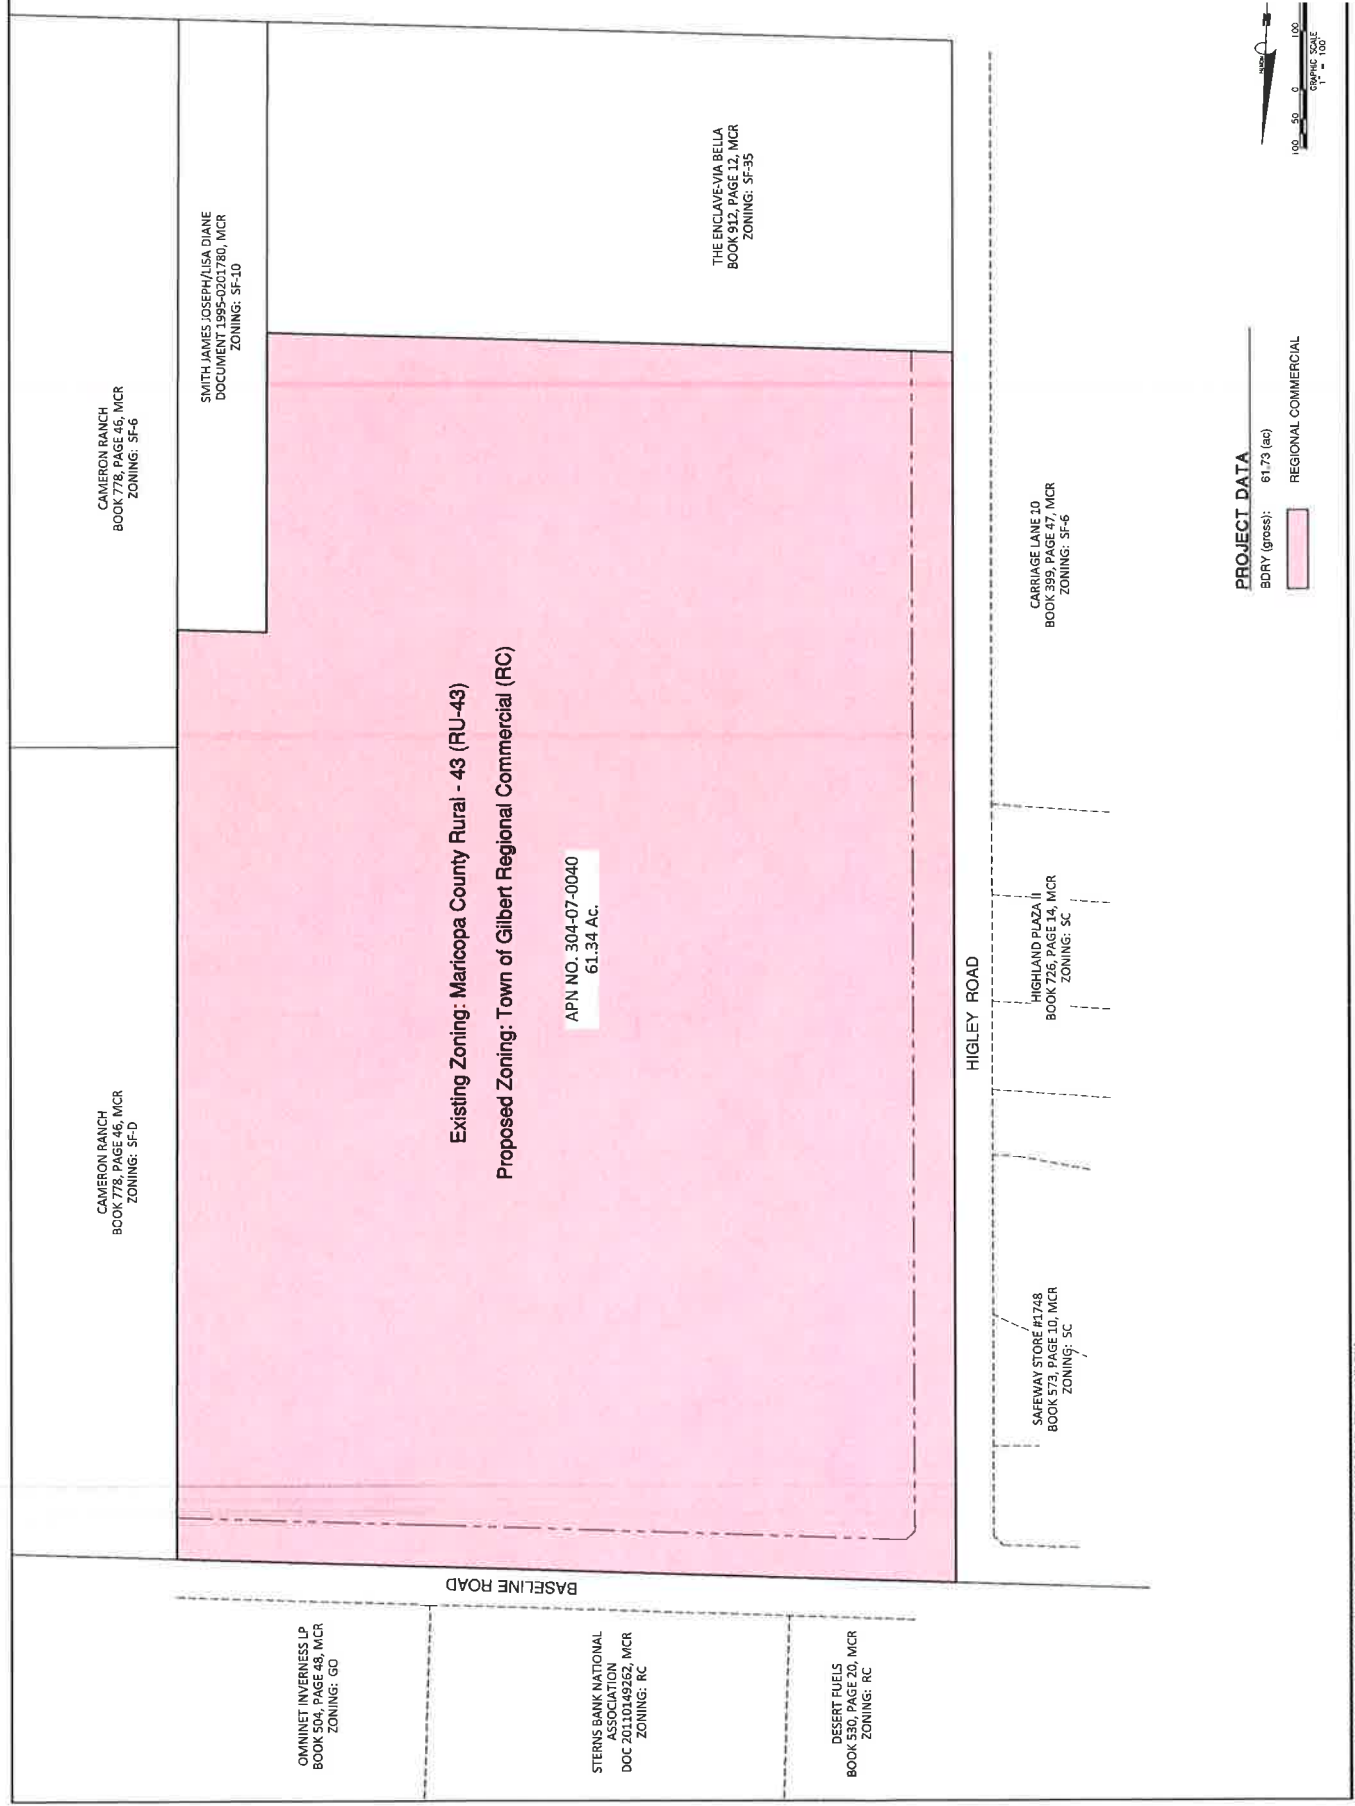 CAMERON RANCH
BOOK 778, PAGE 46, MCR
ZONING: SF-D
CAMERON RANCH
BOOK 778, PAGE 46, MCR
ZONING: SF-6
SMITH JAMES JOSEPH/LISA DIANE
DOCUMENT 1995-0201780, MCR
ZONING: SF-10
OMNINET INVERNESS LP
BOOK 504, PAGE 48, MCR
ZONING: GO
STERNS BANK NATIONAL
ASSOCIATION
DOC 20110149262, MCR
ZONING: RC
DESERT FUELS
BOOK 530, PAGE 20, MCR
ZONING: RC
BASELINE ROAD
Existing Zoning: Maricopa County Rural - 43 (RU-43)
Proposed Zoning: Town of Gilbert Regional Commercial (RC)
APN NO. 304-07-0040
61.34 Ac.
THE ENCLAVE-VIA BELLA
BOOK 912, PAGE 12, MCR
ZONING: SF-35
HIGLEY ROAD
SAFEWAY STORE #1748
BOOK 573, PAGE 10, MCR
ZONING: SC
HIGHLAND PLAZA II
BOOK 726, PAGE 14, MCR
ZONING: SC
CARRIAGE LANE 10
BOOK 399, PAGE 47, MCR
ZONING: SF-6
PROJECT DATA
BDRY (gross): 61.73 (ac)
REGIONAL COMMERCIAL
100 50 0 100
GRAPHIC SCALE
1" = 100'